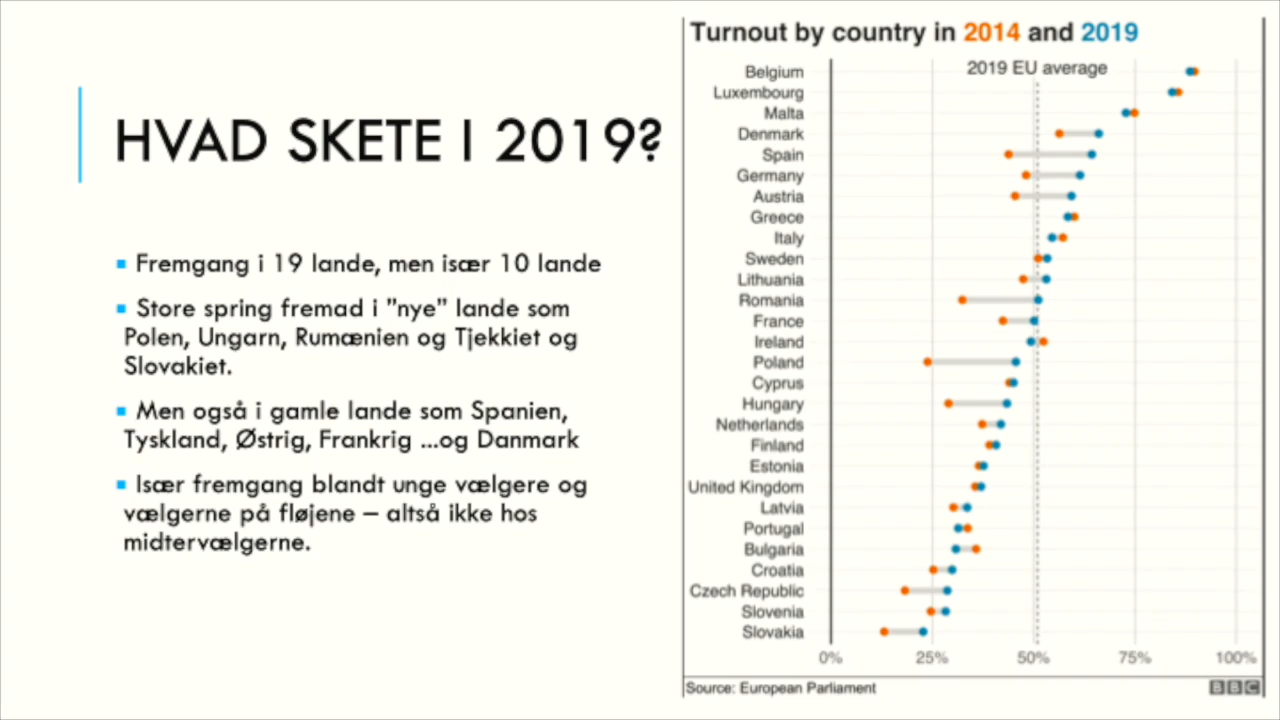 HVAD SKETE I 2019?
Fremgang i 19 lande, men især 10 lande
Store spring fremad i ”nye” lande som
Polen, Ungarn, Rumænien og Tjekkiet og
Slovakiet.
Men også i gamle lande som Spanien,
Tyskland, Østrig, Frankrig ...og Danmark
Især fremgang blandt unge vælgere og
vælgerne på fløjene – altså ikke hos
midtervælgerne.
Turnout by country in 2014 and 2019
2019 EU average
Belgium
Luxembourg
Malta
Denmark
Spain
Germany
Austria
Greece
Italy
Sweden
Lithuania
Romania
France
Ireland
Poland
Cyprus
Hungary
Netherlands
Finland
Estonia
United Kingdom
Latvia
Portugal
Bulgaria
Croatia
Czech Republic
Slovenia
Slovakia
0% 25% 50% 75% 100%
Source: European Parliament BBC